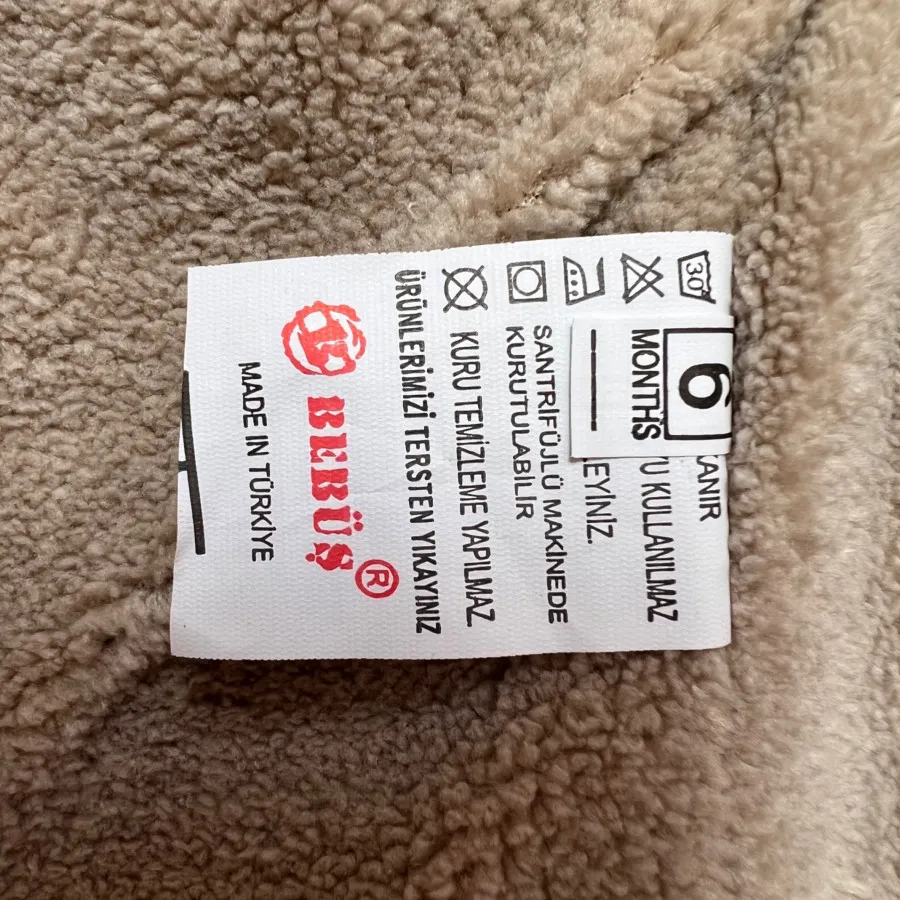 30°
6
MONTHS
KULLANILMAZ
EYİNİZ.
SANTRİFÜJLÜ MAKİNEDE
KURUTULABİLİR
KURU TEMİZLEME YAPILMAZ.
ÜRÜNLERİMİZİ TERSTEN YIKAYINIZ
BEBÜŞ®
MADE IN TÜRKİYE